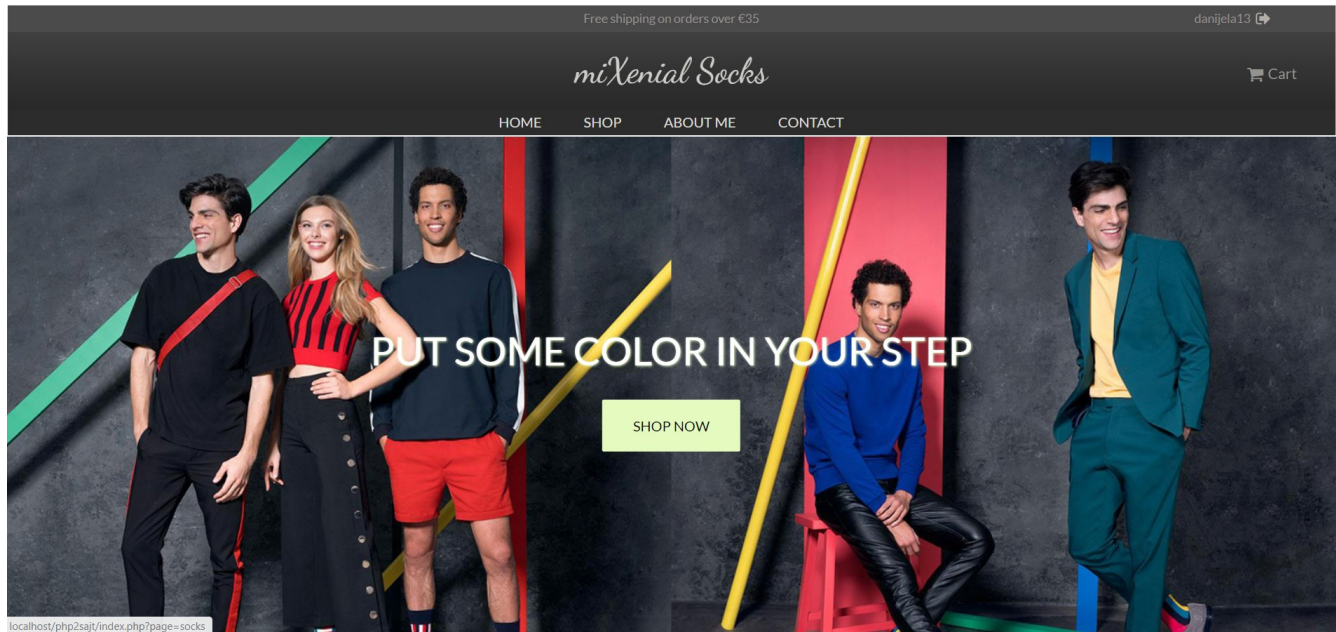 Free shipping on orders over €35
danijela13
miXenial Socks
Cart
HOME SHOP ABOUT ME CONTACT
PUT SOME COLOR IN YOUR STEP
SHOP NOW
localhost/php2sajt/index.php?page=socks